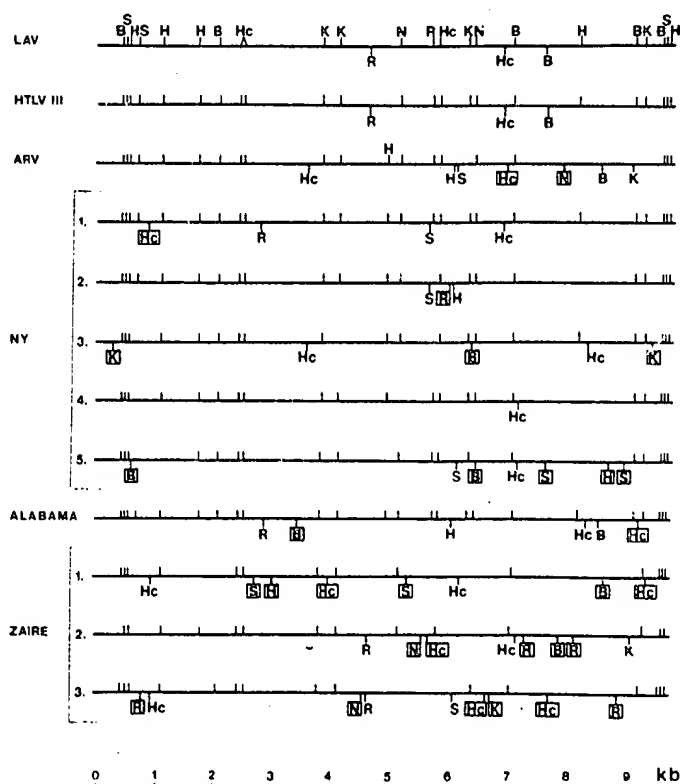 S S
B HS H H B Hc K K N R Hc K N B H B K B H
LAV
R Hc B
HTLV III
R Hc B
H
ARV
Hc H S Hc N B K
1.
Hc R S Hc
2.
S R H
NY 3.
K Hc B Hc K
4.
Hc
5.
B S B Hc S H S
ALABAMA
R B H Hc B Hc
1.
Hc S H Hc S Hc B Hc
ZAIRE 2.
R N Hc Hc R B B K
3.
R Hc N R S Hc K Hc R
0 1 2 3 4 5 6 7 8 9 kb